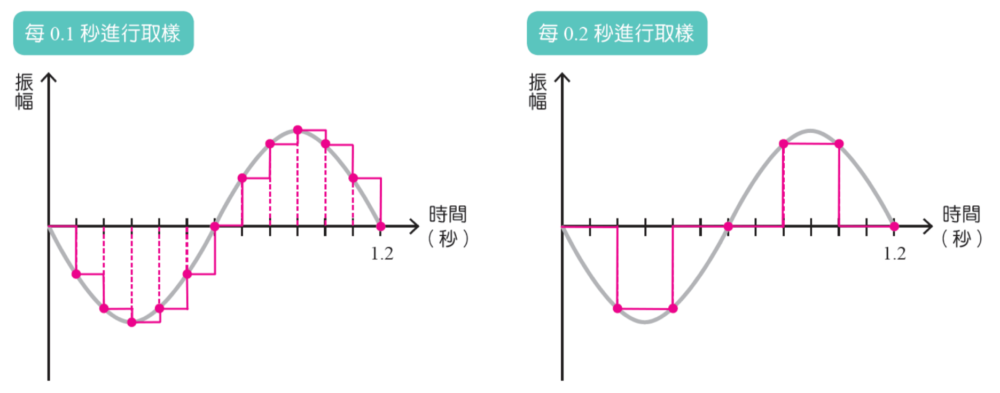 每 0.1 秒進行取樣
振幅
時間
（秒）
1.2
每 0.2 秒進行取樣
振幅
時間
（秒）
1.2